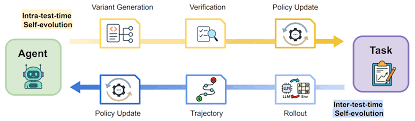 Intra-test-time
Self-evolution
Variant Generation
Verification
Policy Update
Agent
Task
Policy Update
Trajectory
Rollout
Inter-test-time
Self-evolution